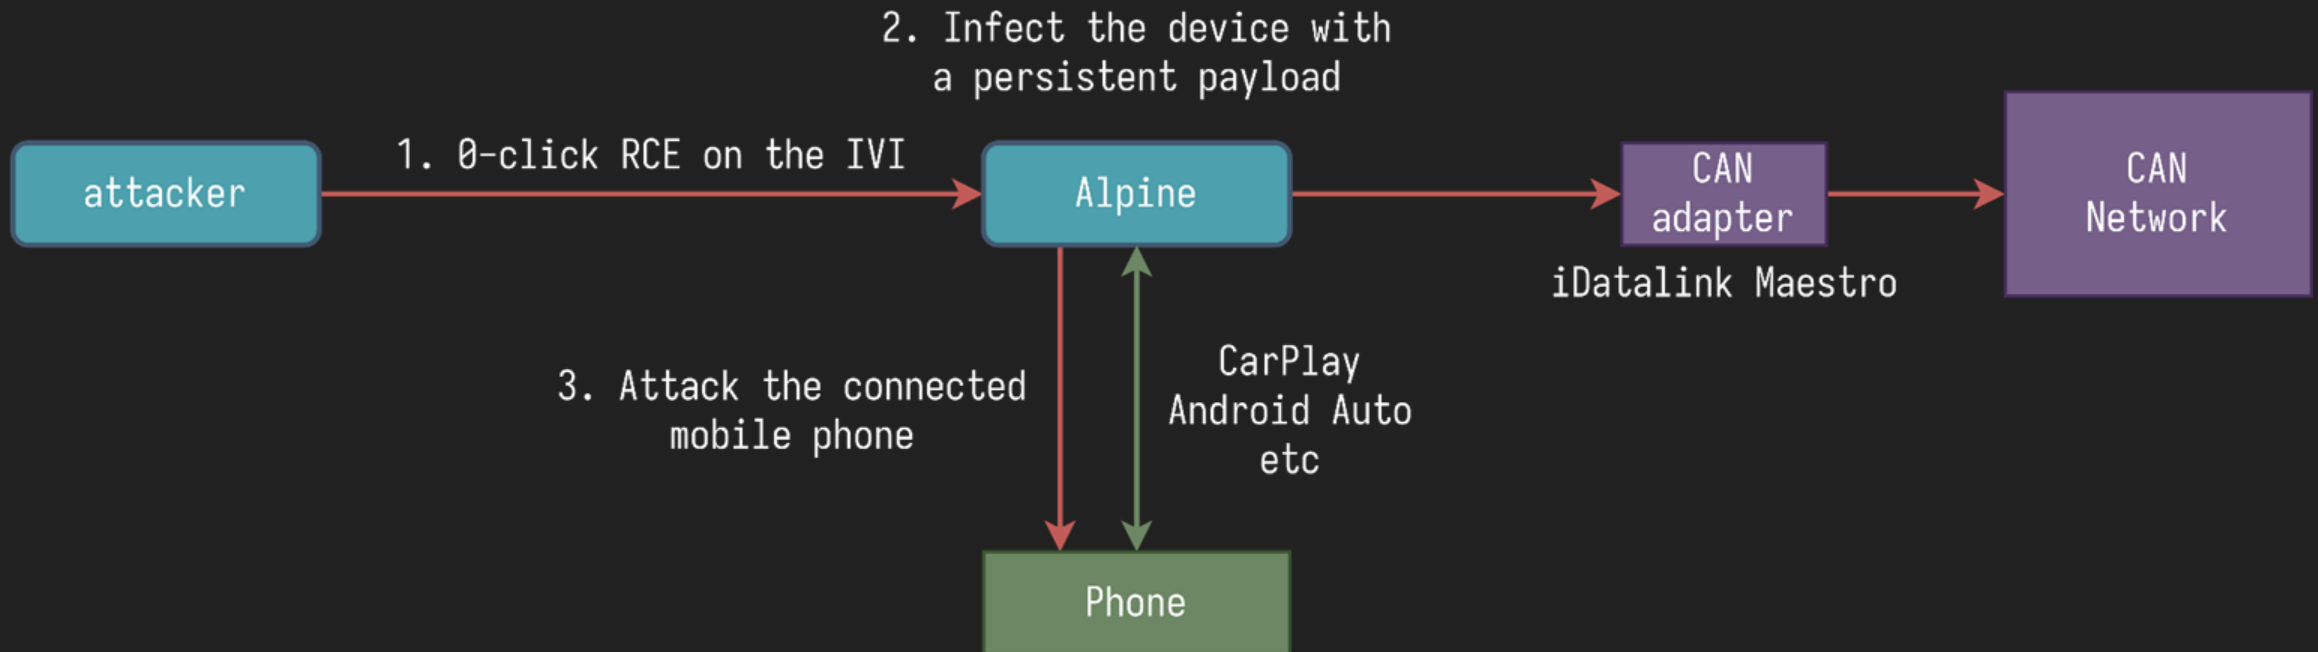 2. Infect the device with
a persistent payload
1. 0-click RCE on the IVI
attacker
Alpine
CAN
adapter
iDatalink Maestro
CAN
Network
3. Attack the connected
mobile phone
CarPlay
Android Auto
etc
Phone